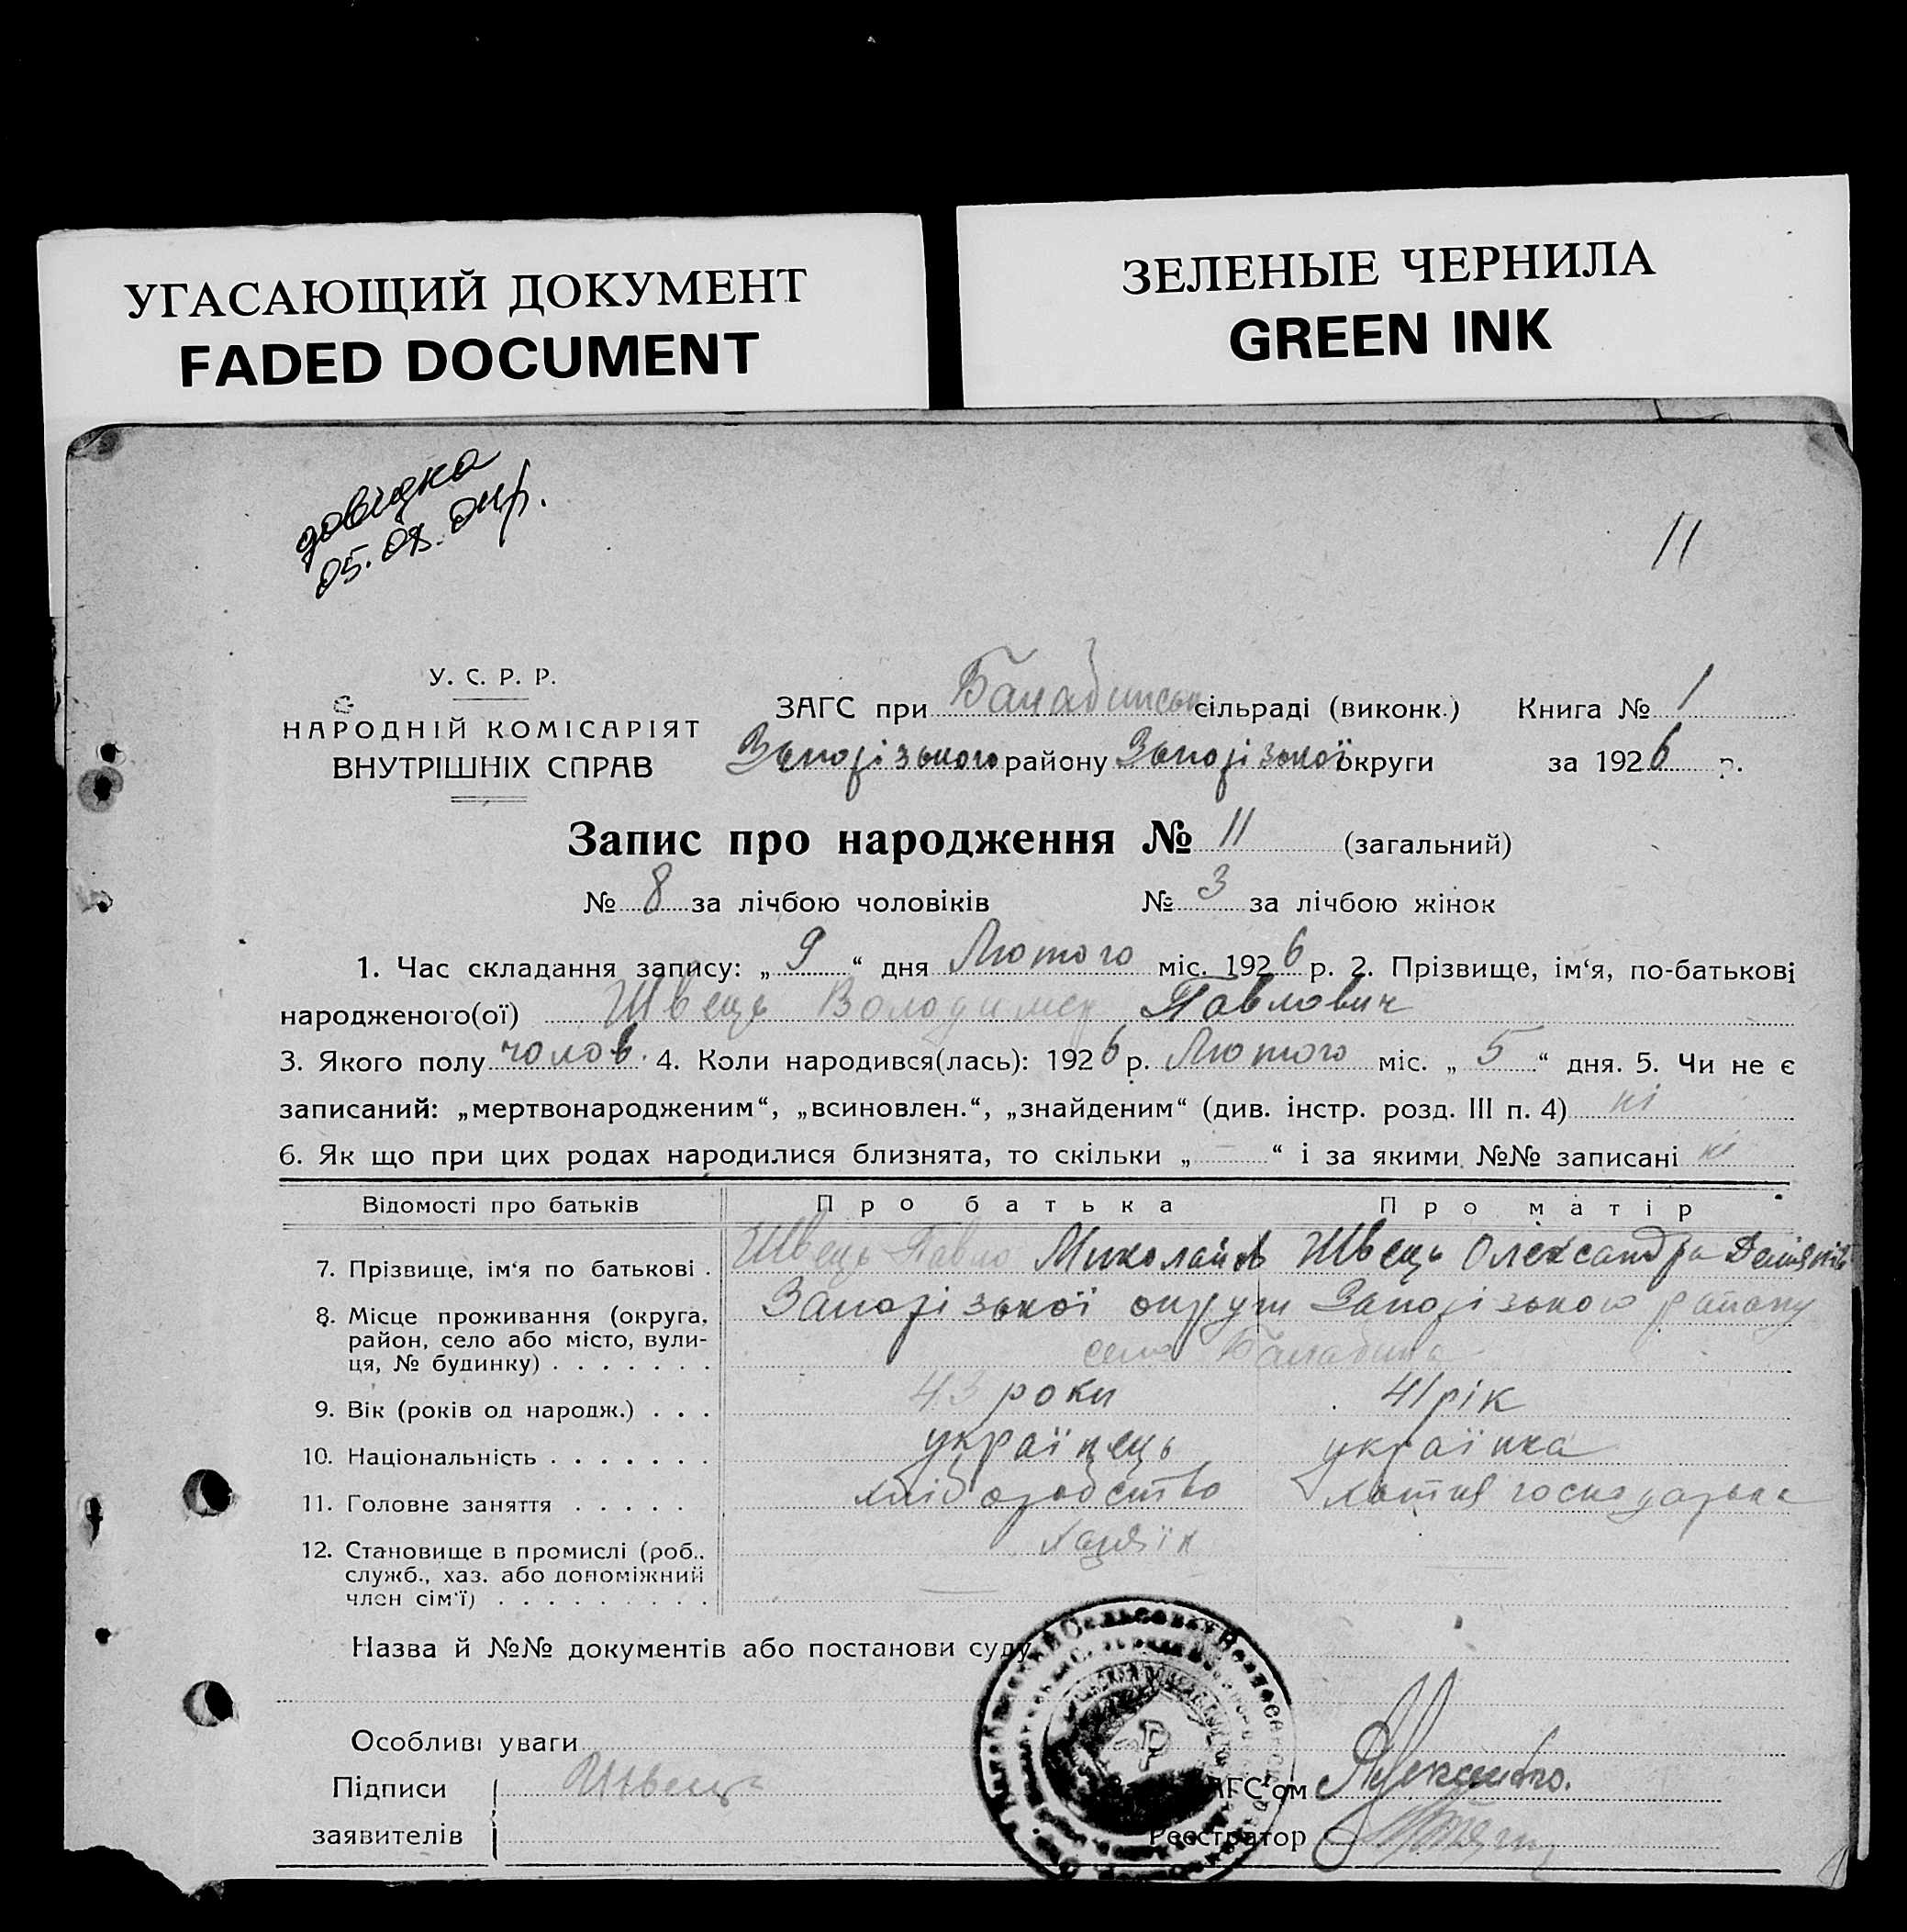 УГАСАЮЩИЙ ДОКУМЕНТ
FADED DOCUMENT
ЗЕЛЕНЫЕ ЧЕРНИЛА
GREEN INK
довідка
05.08.
11
У. С. Р. Р.
НАРОДНІЙ КОМІСАРІЯТ
ВНУТРІШНІХ СПРАВ
ЗАГС при Балабинськ сільраді (виконк.) Книга № 1
Запорізького району Запорізької округи за 1926 р.
Запис про народження № 11 (загальний)
№ 8 за лічбою чоловіків № 3 за лічбою жінок
1. Час складання запису: „ 9 “ дня Лютого міс. 1926 р. 2. Прізвище, ім‘я, по-батькові
народженого(ої) Швець Володимер Павлович
3. Якого полу чолов. 4. Коли народився(лась): 1926 р. Лютого міс. „ 5 “ дня. 5. Чи не є
записаний: „мертвонародженим“, „всиновлен.“, „знайденим“ (див. інстр. розд. III п. 4) ні
6. Як що при цих родах народилися близнята, то скільки „ — “ і за якими №№ записані ні
Відомості про батьків Про батька Про матір
7. Прізвище, ім‘я по батькові . Швець Павло Миколаїв Швець Олександра
8. Місце проживання (округа, Запорізької округи Запорізького району
район, село або місто, вули-
ця, № будинку) . . . . . . . село Балабина
9. Вік (років од народж.) . . . 43 роки 41 рік
10. Національність . . . . . . . українець українка
11. Головне заняття . . . . . хліборобство хатня господарька
12. Становище в промислі (роб.. хазяїн
служб., хаз. або допоміжний
член сім‘ї) . . . . . . . . .
Назва й №№ документів або постанови суду
Особливі уваги
Підписи Швець АГС‘ом
заявителів Реєстратор